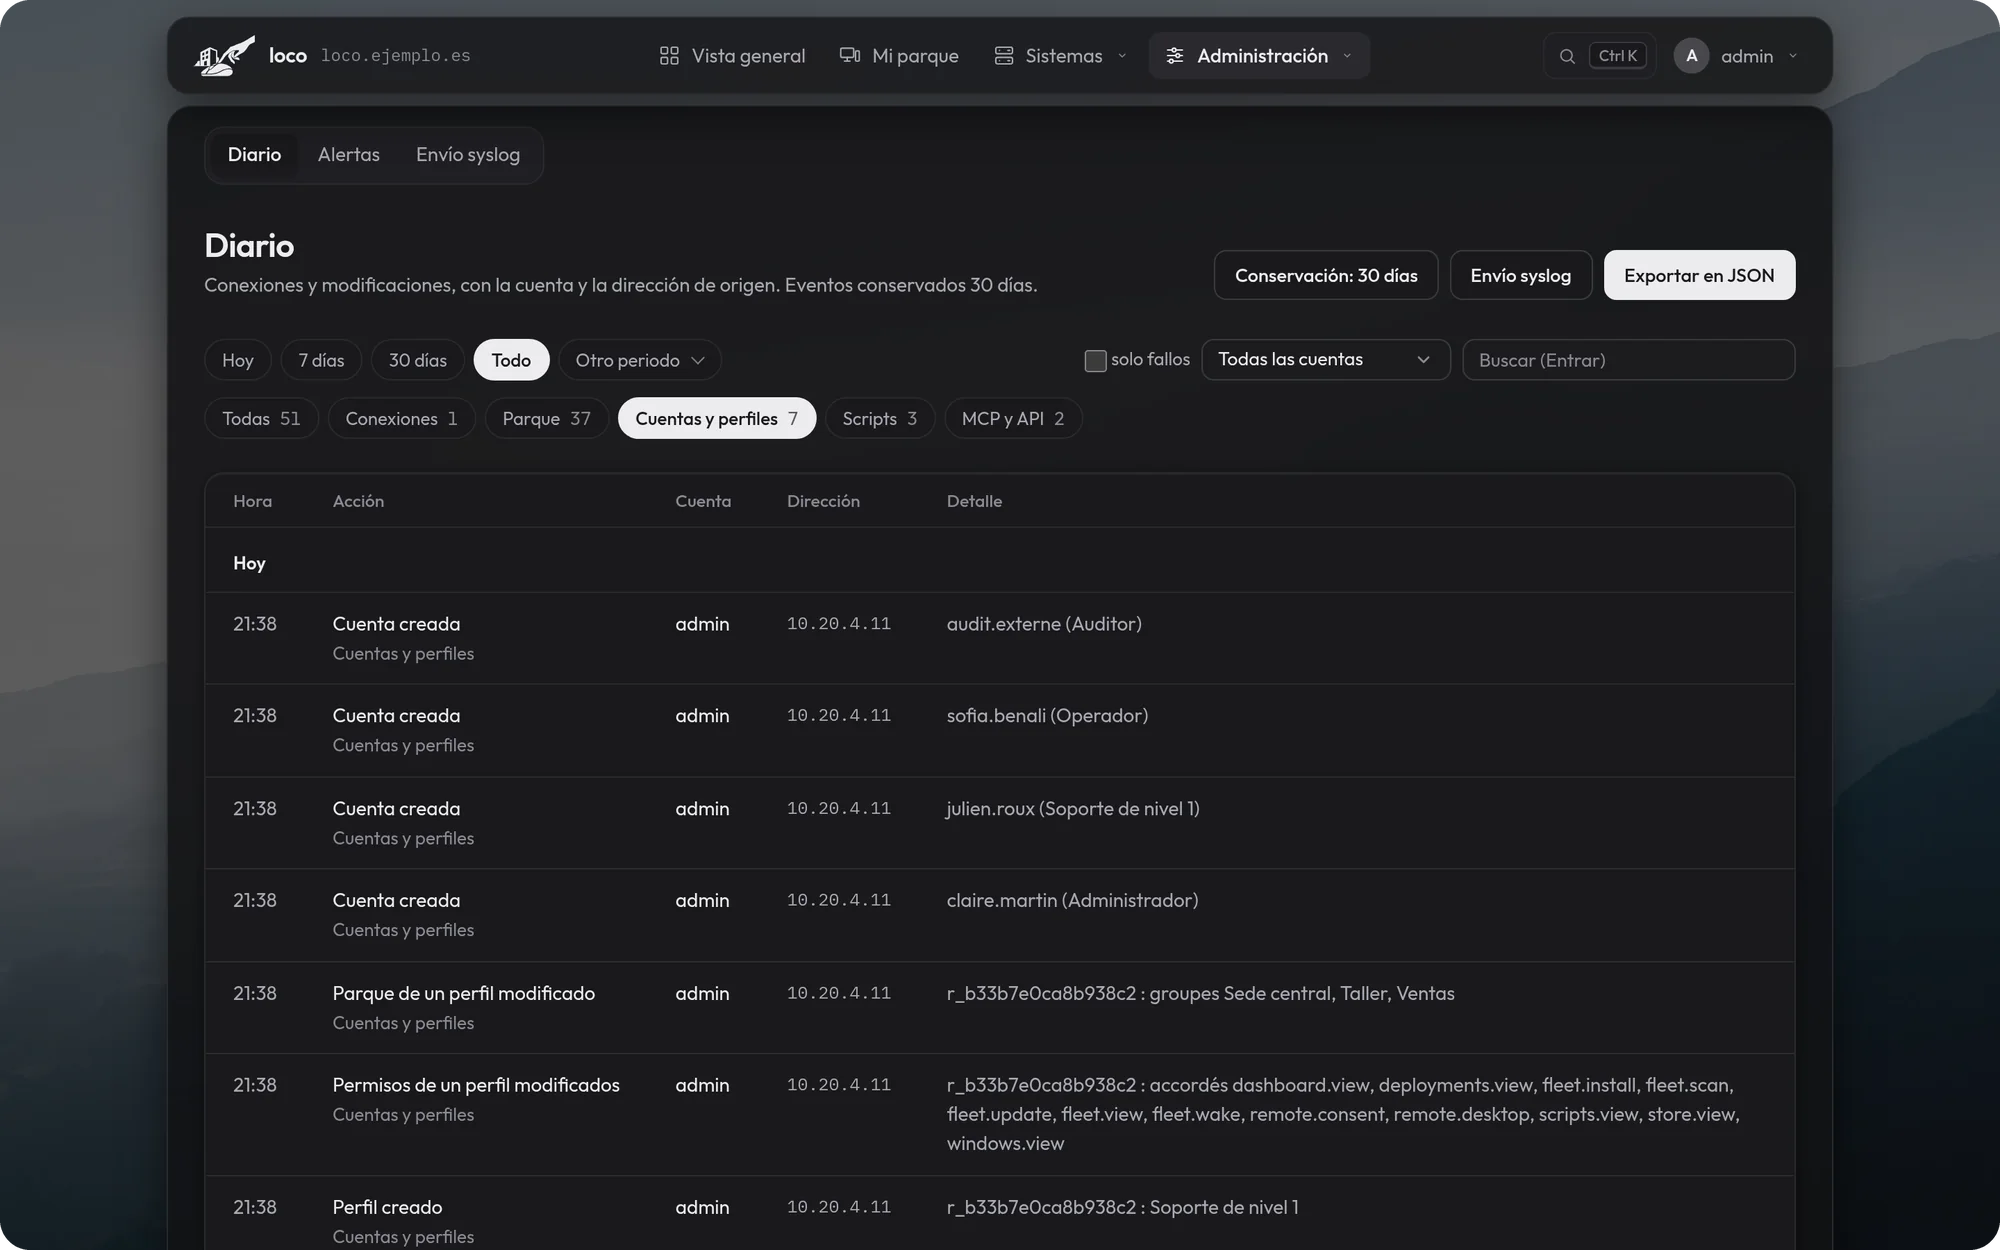 loco loco.ejemplo.es Vista general Mi parque Sistemas Administración Ctrl K A admin
Diario Alertas Envío syslog
Diario
Conexiones y modificaciones, con la cuenta y la dirección de origen. Eventos conservados 30 días.
Conservación: 30 días Envío syslog Exportar en JSON
Hoy 7 días 30 días Todo Otro periodo solo fallos Todas las cuentas Buscar (Entrar)
Todas 51 Conexiones 1 Parque 37 Cuentas y perfiles 7 Scripts 3 MCP y API 2
Hora Acción Cuenta Dirección Detalle
Hoy
21:38 Cuenta creada admin 10.20.4.11 audit.externe (Auditor)
Cuentas y perfiles
21:38 Cuenta creada admin 10.20.4.11 sofia.benali (Operador)
Cuentas y perfiles
21:38 Cuenta creada admin 10.20.4.11 julien.roux (Soporte de nivel 1)
Cuentas y perfiles
21:38 Cuenta creada admin 10.20.4.11 claire.martin (Administrador)
Cuentas y perfiles
21:38 Parque de un perfil modificado admin 10.20.4.11 r_b33b7e0ca8b938c2 : groupes Sede central, Taller, Ventas
Cuentas y perfiles
21:38 Permisos de un perfil modificados admin 10.20.4.11 r_b33b7e0ca8b938c2 : accordés dashboard.view, deployments.view, fleet.install, fleet.scan,
Cuentas y perfiles fleet.update, fleet.view, fleet.wake, remote.consent, remote.desktop, scripts.view, store.view,
windows.view
21:38 Perfil creado admin 10.20.4.11 r_b33b7e0ca8b938c2 : Soporte de nivel 1
Cuentas y perfiles